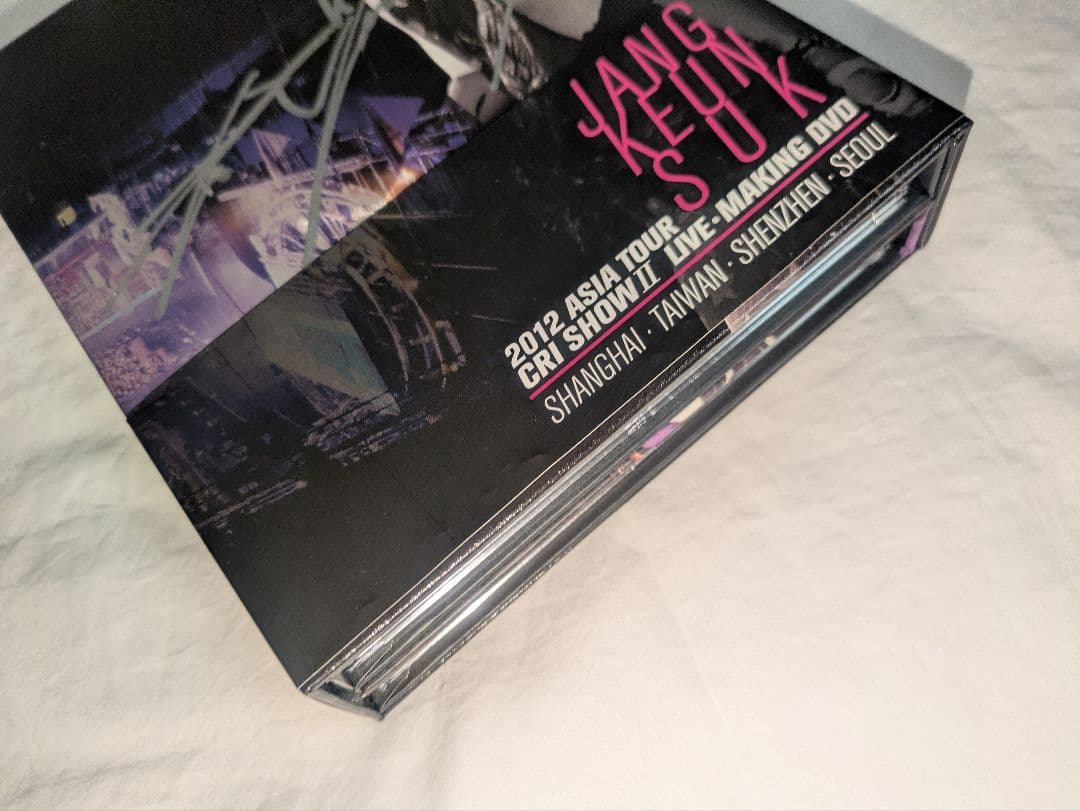 JANG
KEUN
SUK
2012 ASIA TOUR
CRI SHOW II LIVE·MAKING DVD
SHANGHAI · TAIWAN · SHENZHEN · SEOUL